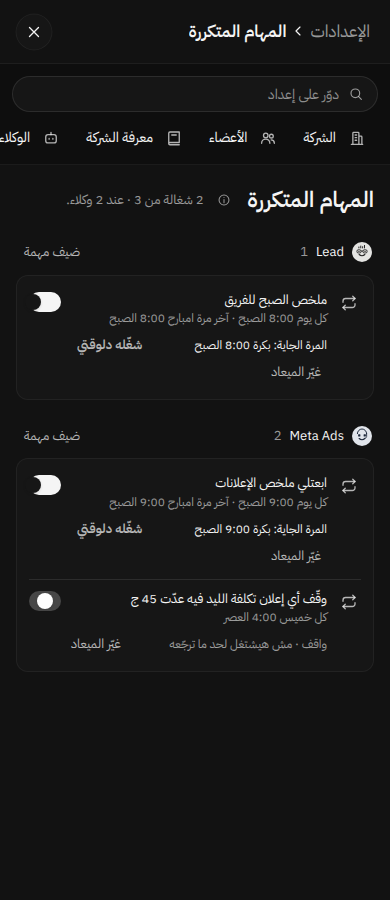 الإعدادات › المهام المتكررة
دوّر على إعداد
الشركة الأعضاء معرفة الشركة الوكلاء
المهام المتكررة 2 شغالة من 3 · عند 2 وكلاء.
Lead 1 ضيف مهمة
ملخص الصبح للفريق
كل يوم 8:00 الصبح · آخر مرة امبارح 8:00 الصبح
المرة الجاية: بكرة 8:00 الصبح شغّله دلوقتي
غيّر الميعاد
Meta Ads 2 ضيف مهمة
ابعتلي ملخص الإعلانات
كل يوم 9:00 الصبح · آخر مرة امبارح 9:00 الصبح
المرة الجاية: بكرة 9:00 الصبح شغّله دلوقتي
غيّر الميعاد
وقّف أي إعلان تكلفة الليد فيه عدّت 45 ج
كل خميس 4:00 العصر
واقف · مش هيشتغل لحد ما ترجّعه غيّر الميعاد